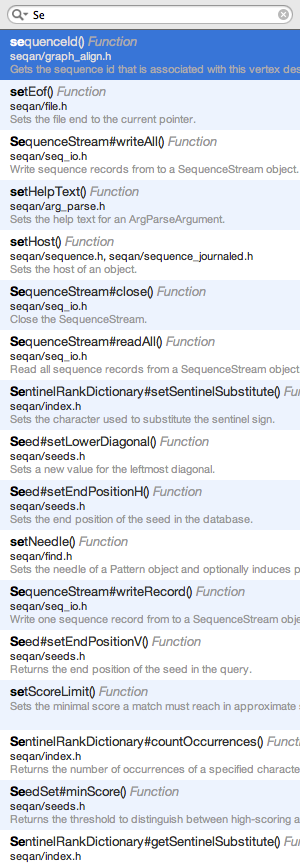 Se
sequenceId() Function
seqan/graph_align.h
Gets the sequence id that is associated with this vertex des
setEof() Function
seqan/file.h
Sets the file end to the current pointer.
SequenceStream#writeAll() Function
seqan/seq_io.h
Write sequence records from to a SequenceStream object.
setHelpText() Function
seqan/arg_parse.h
Sets the help text for an ArgParseArgument.
setHost() Function
seqan/sequence.h, seqan/sequence_journaled.h
Sets the host of an object.
SequenceStream#close() Function
seqan/seq_io.h
Close the SequenceStream.
SequenceStream#readAll() Function
seqan/seq_io.h
Read all sequence records from a SequenceStream object
SentinelRankDictionary#setSentinelSubstitute() Fu
seqan/index.h
Sets the character used to substitute the sentinel sign.
Seed#setLowerDiagonal() Function
seqan/seeds.h
Sets a new value for the leftmost diagonal.
Seed#setEndPositionH() Function
seqan/seeds.h
Sets the end position of the seed in the database.
setNeedle() Function
seqan/find.h
Sets the needle of a Pattern object and optionally induces p
SequenceStream#writeRecord() Function
seqan/seq_io.h
Write one sequence record from to a SequenceStream obje
Seed#setEndPositionV() Function
seqan/seeds.h
Returns the end position of the seed in the query.
setScoreLimit() Function
Sets the minimal score a match must reach in approximate
SentinelRankDictionary#countOccurrences() Functi
seqan/index.h
Returns the number of occurrences of a specified characte
SeedSet#minScore() Function
seqan/seeds.h
Returns the threshold to distinguish between high-scoring a
SentinelRankDictionary#getSentinelSubstitute() Fu
seqan/index.h